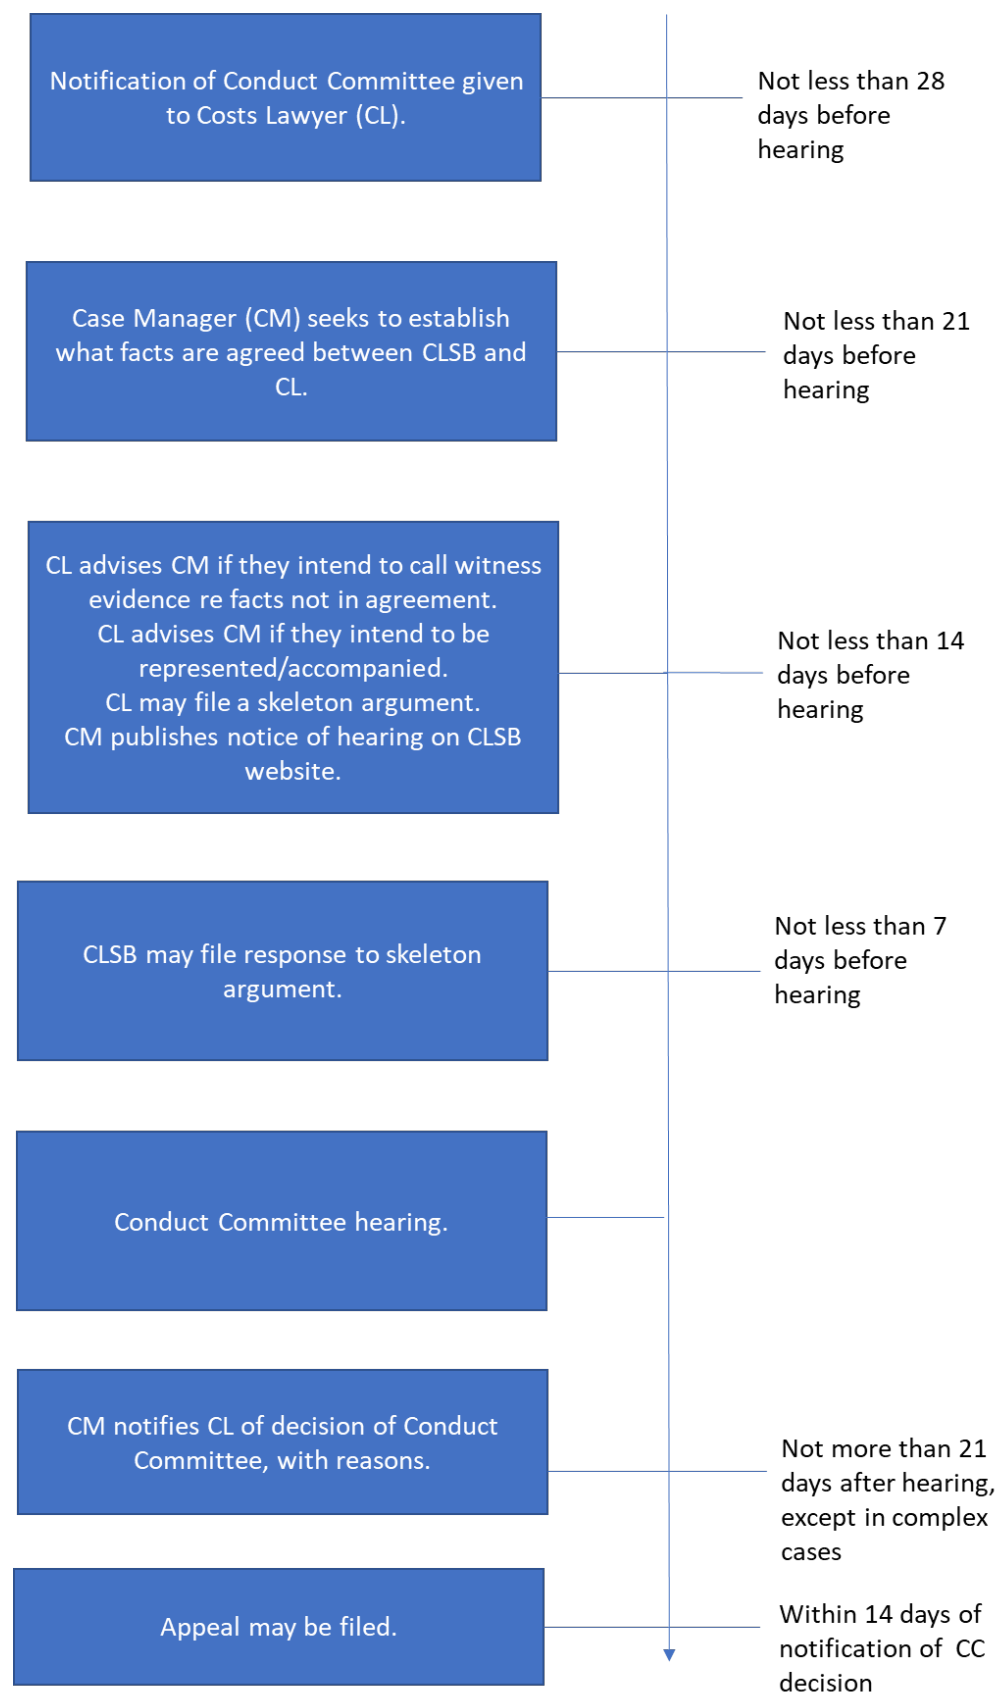 Notification of Conduct Committee given
to Costs Lawyer (CL).
Not less than 28
days before
hearing
Case Manager (CM) seeks to establish
what facts are agreed between CLSB and
CL.
Not less than 21
days before
hearing
CL advises CM if they intend to call witness
evidence re facts not in agreement.
CL advises CM if they intend to be
represented/accompanied.
CL may file a skeleton argument.
CM publishes notice of hearing on CLSB
website.
Not less than 14
days before
hearing
CLSB may file response to skeleton
argument.
Not less than 7
days before
hearing
Conduct Committee hearing.
CM notifies CL of decision of Conduct
Committee, with reasons.
Not more than 21
days after hearing,
except in complex
cases
Appeal may be filed.
Within 14 days of
notification of  CC
decision